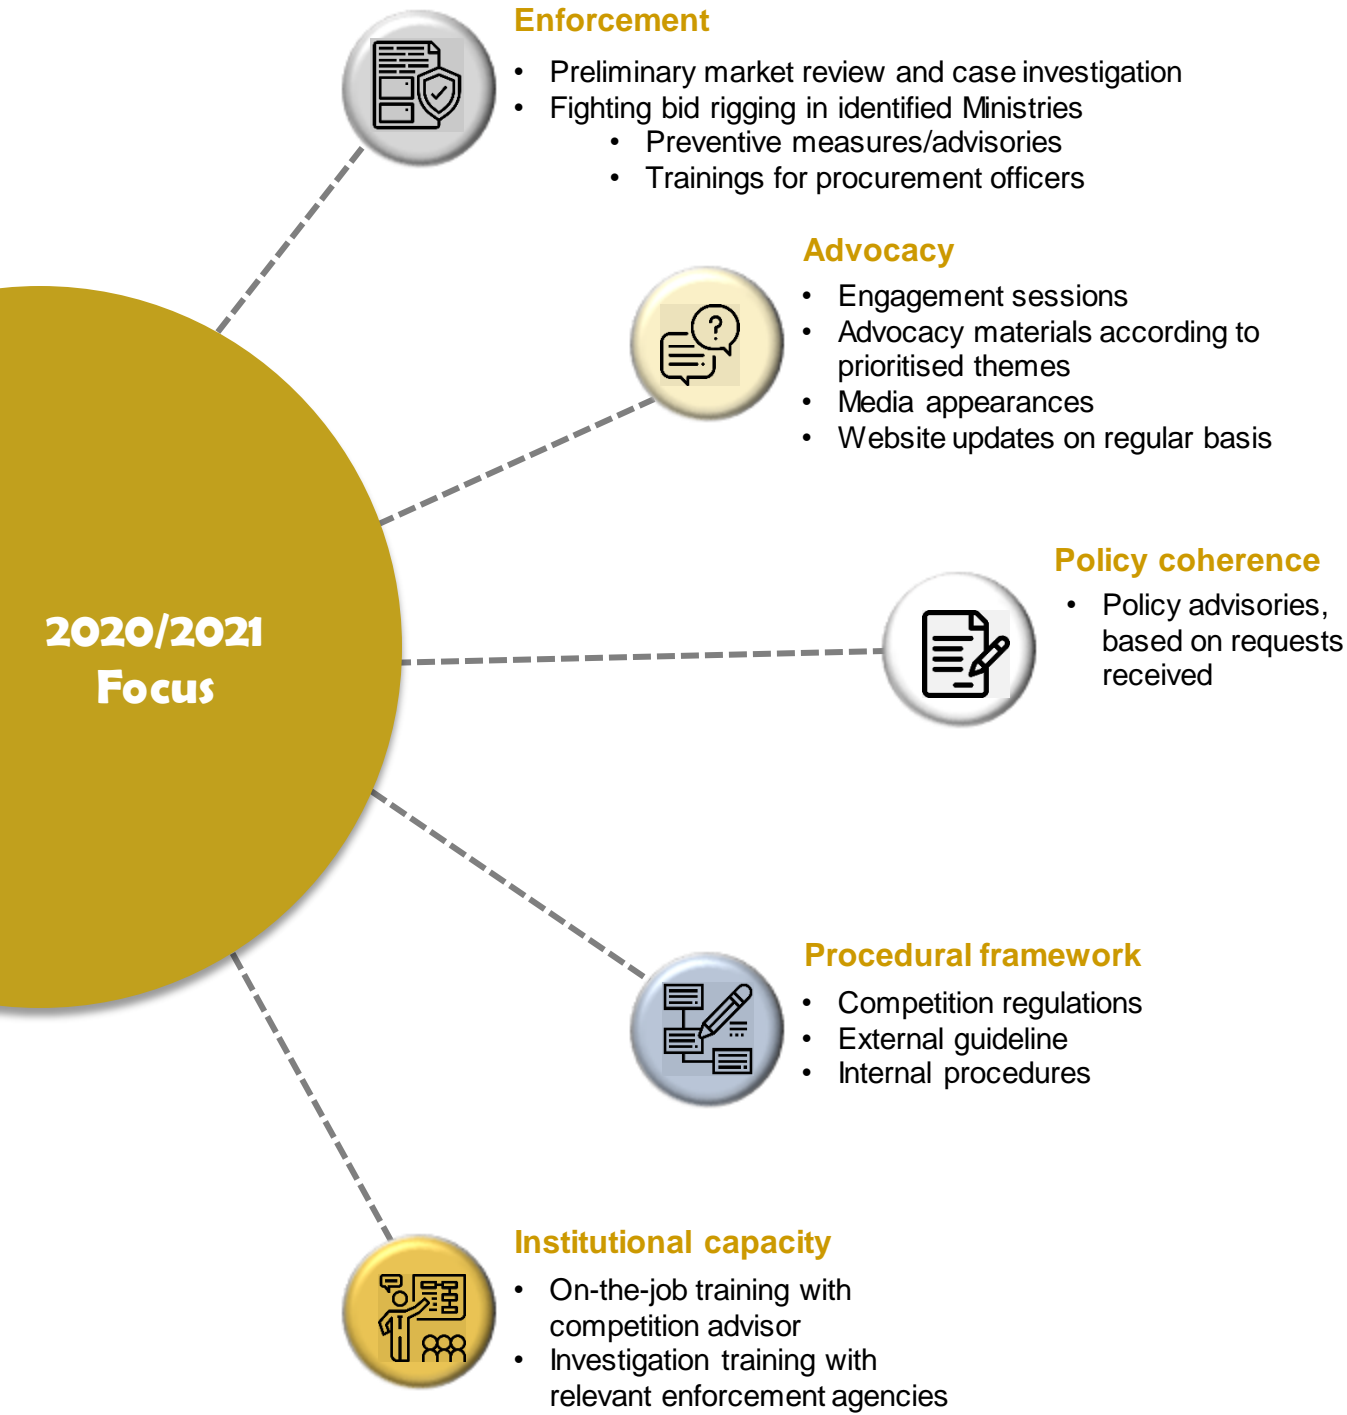 Enforcement
• Preliminary market review and case investigation
• Fighting bid rigging in identified Ministries
• Preventive measures/advisories
• Trainings for procurement officers
Advocacy
• Engagement sessions
• Advocacy materials according to
prioritised themes
• Media appearances
• Website updates on regular basis
Policy coherence
• Policy advisories,
based on requests
received
2020/2021
Focus
Procedural framework
• Competition regulations
• External guideline
• Internal procedures
Institutional capacity
• On-the-job training with
competition advisor
• Investigation training with
relevant enforcement agencies